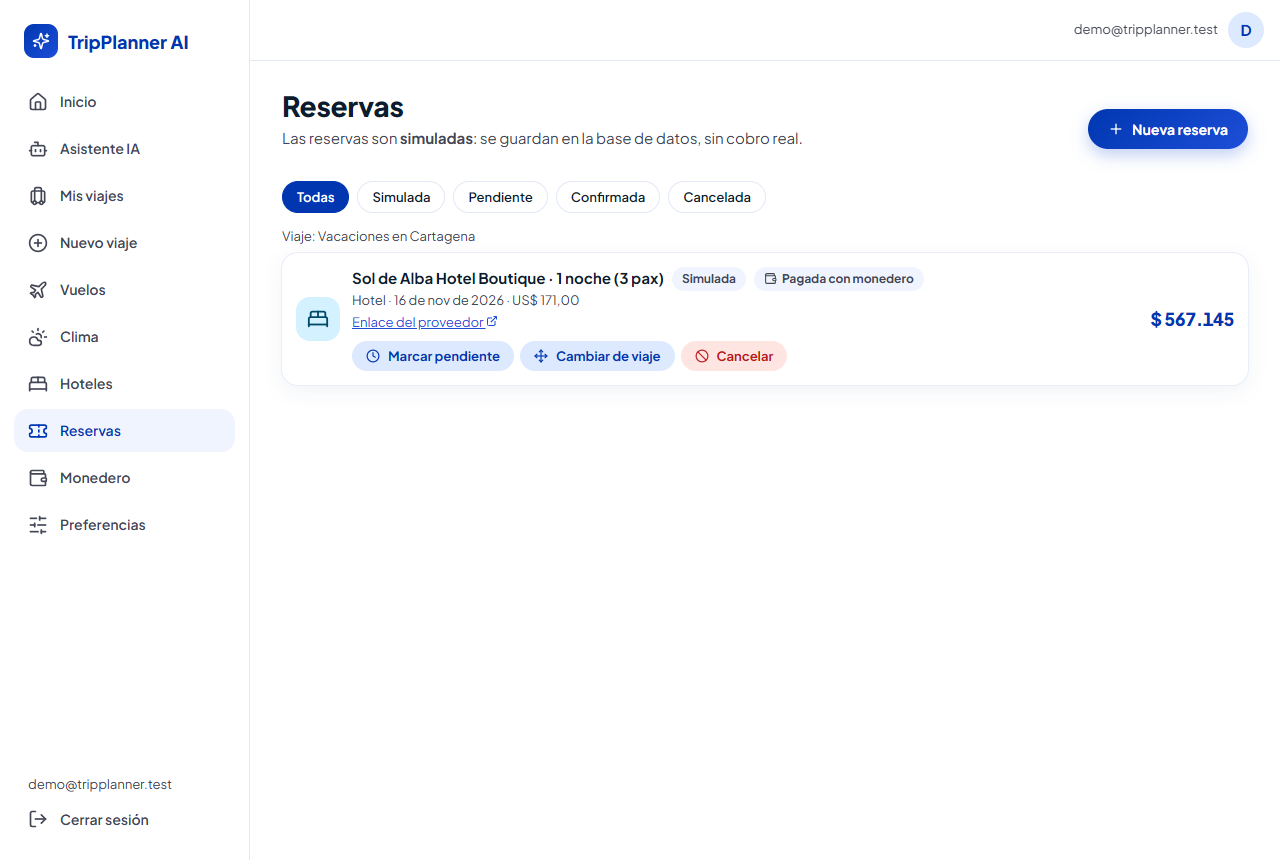 TripPlanner AI
Inicio
Asistente IA
Mis viajes
Nuevo viaje
Vuelos
Clima
Hoteles
Reservas
Monedero
Preferencias
demo@tripplanner.test
Cerrar sesión
demo@tripplanner.test
D
Reservas
Las reservas son simuladas: se guardan en la base de datos, sin cobro real.
Nueva reserva
Todas
Simulada
Pendiente
Confirmada
Cancelada
Viaje: Vacaciones en Cartagena
Sol de Alba Hotel Boutique · 1 noche (3 pax)
Simulada
Pagada con monedero
Hotel · 16 de nov de 2026 · US$ 171,00
Enlace del proveedor
$ 567.145
Marcar pendiente
Cambiar de viaje
Cancelar